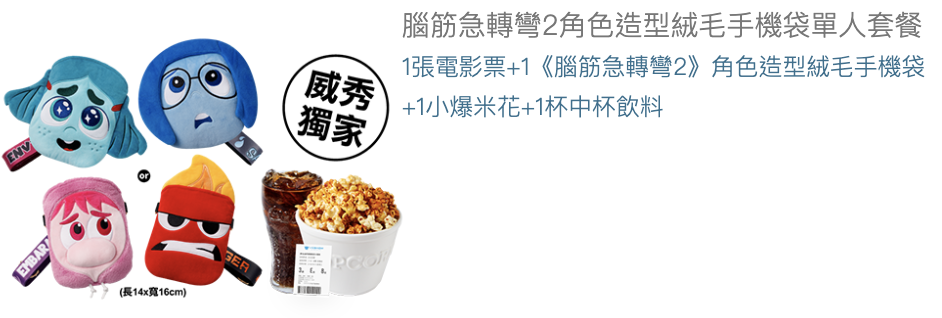 腦筋急轉彎2角色造型絨毛手機袋單人套餐
1張電影票+1《腦筋急轉彎2》角色造型絨毛手機袋
+1小爆米花+1杯中杯飲料
威秀
獨家
ENV
or
EMBAR
GER
(長14x寬16cm)